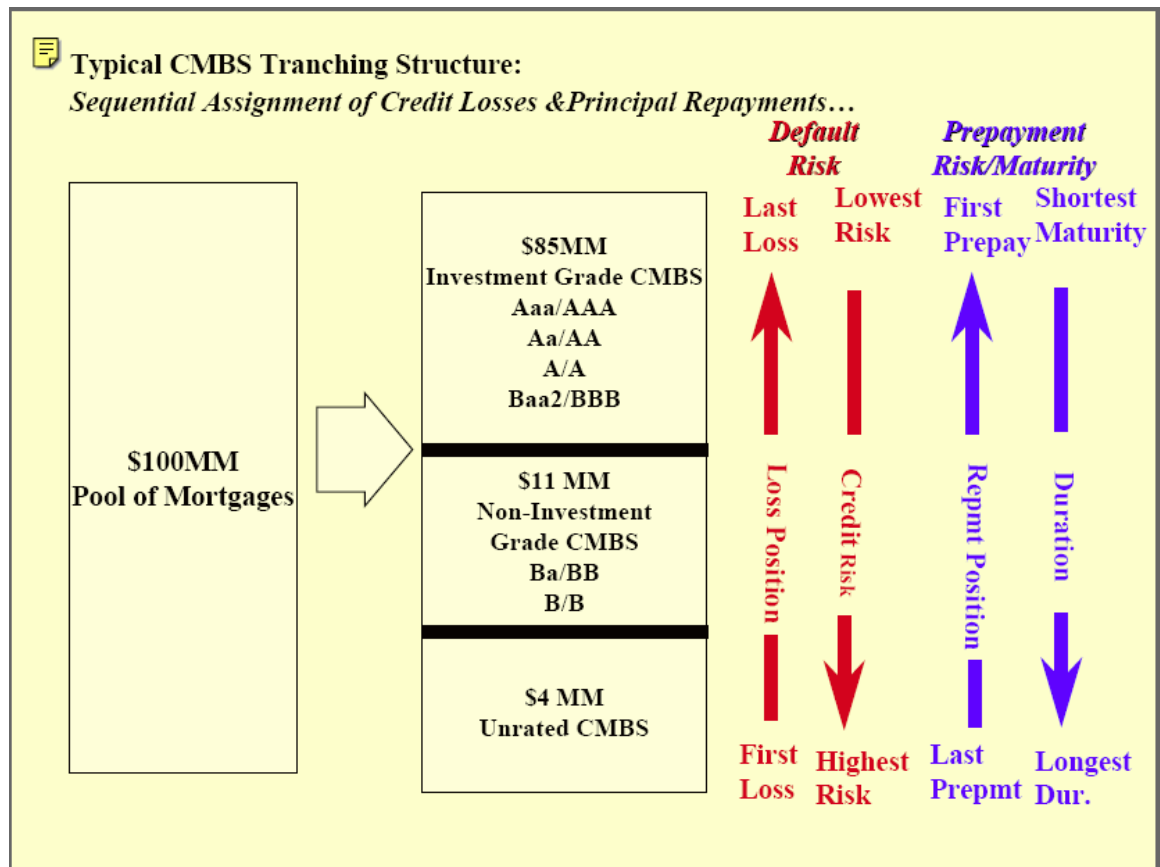 Typical CMBS Tranching Structure:
Sequential Assignment of Credit Losses &Principal Repayments…
Default
Risk
Prepayment
Risk/Maturity
Last
Loss
Lowest
Risk
First
Prepay
Shortest
Maturity
$100MM
Pool of Mortgages
$85MM
Investment Grade CMBS
Aaa/AAA
Aa/AA
A/A
Baa2/BBB
$11 MM
Non-Investment
Grade CMBS
Ba/BB
B/B
$4 MM
Unrated CMBS
Loss Position
Credit Risk
Repmt Position
Duration
First
Loss
Highest
Risk
Last
Prepmt
Longest
Dur.